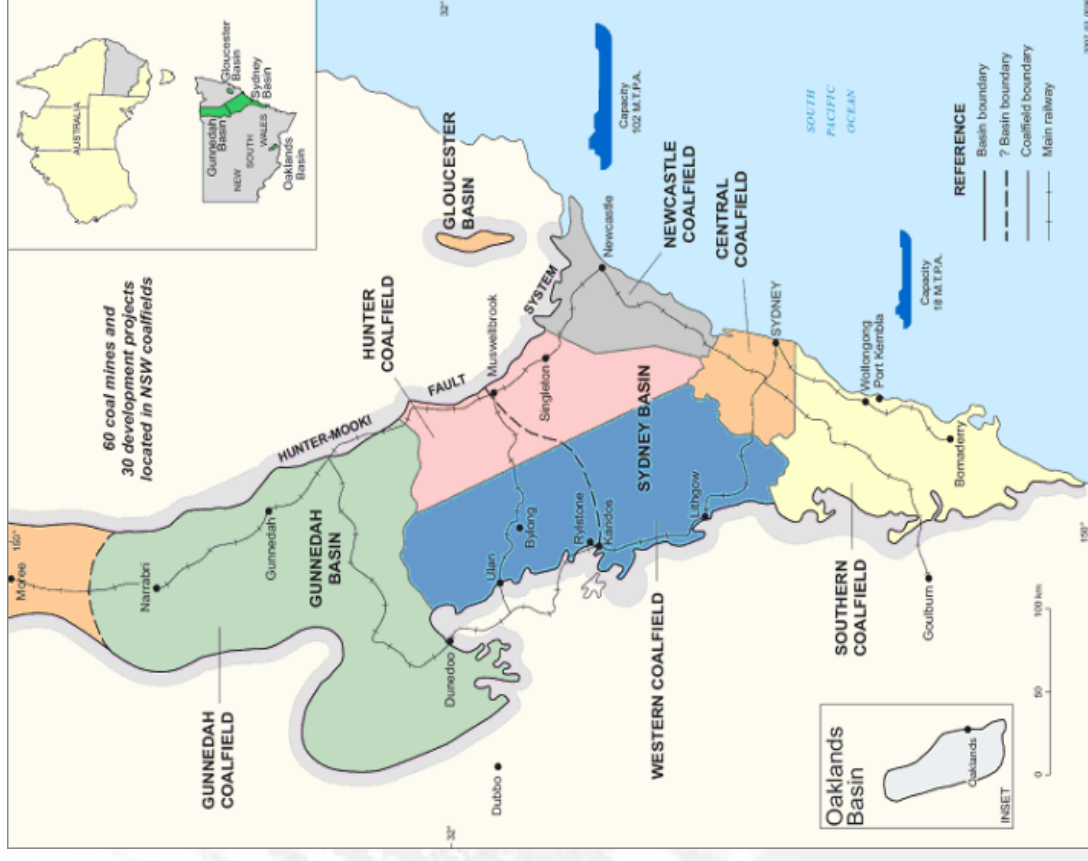 AUSTRALIA
Gunnedah
Basin
Gloucester
Basin
Sydney
Basin
NEW
SOUTH
WALES
Oaklands
Basin
60 coal mines and
30 development projects
located in NSW coalfields
150°
32°
Moree
Narrabri
Gunnedah
GUNNEDAH
BASIN
GUNNEDAH
COALFIELD
HUNTER-MOOKI
FAULT
SYSTEM
HUNTER
COALFIELD
GLOUCESTER
BASIN
Muswellbrook
Singleton
Dunedoo
Dubbo
32°
Ulan
Bylong
Rylstone
Kandos
SYDNEY BASIN
Lithgow
WESTERN COALFIELD
Newcastle
NEWCASTLE
COALFIELD
Capacity
102 M.T.P.A.
CENTRAL
COALFIELD
SYDNEY
SOUTH
PACIFIC
OCEAN
Wollongong
Port Kembla
Capacity
18 M.T.P.A.
Bomaderry
SOUTHERN
COALFIELD
Goulburn
150°
Oaklands
Basin
Oaklands
INSET
0
50
100 km
REFERENCE
Basin boundary
? Basin boundary
Coalfield boundary
Main railway